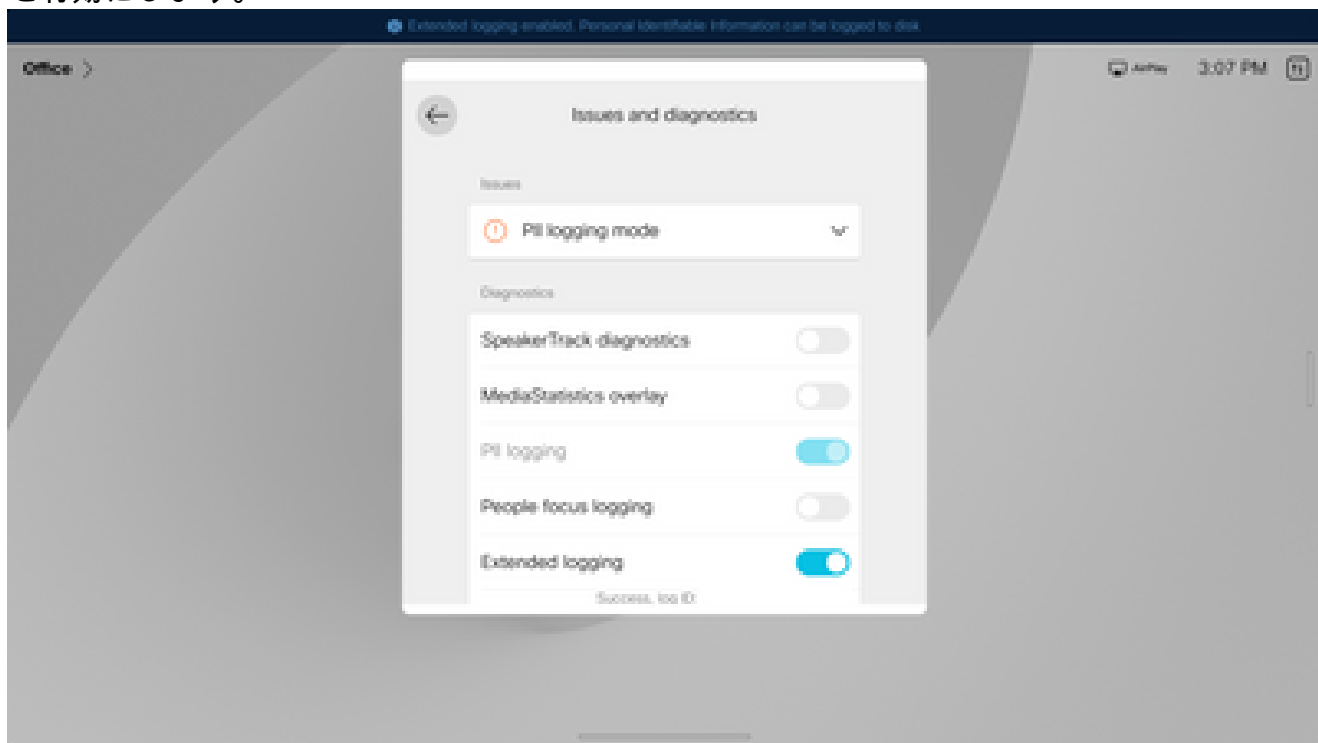 を有効にします。
Extended logging enabled. Personal Identifiable Information can be logged to disk.
Office >
AirPlay 3:07 PM
Issues and diagnostics
Issues
PII logging mode
Diagnostics
SpeakerTrack diagnostics
MediaStatistics overlay
PII logging
People focus logging
Extended logging
Success, log ID: